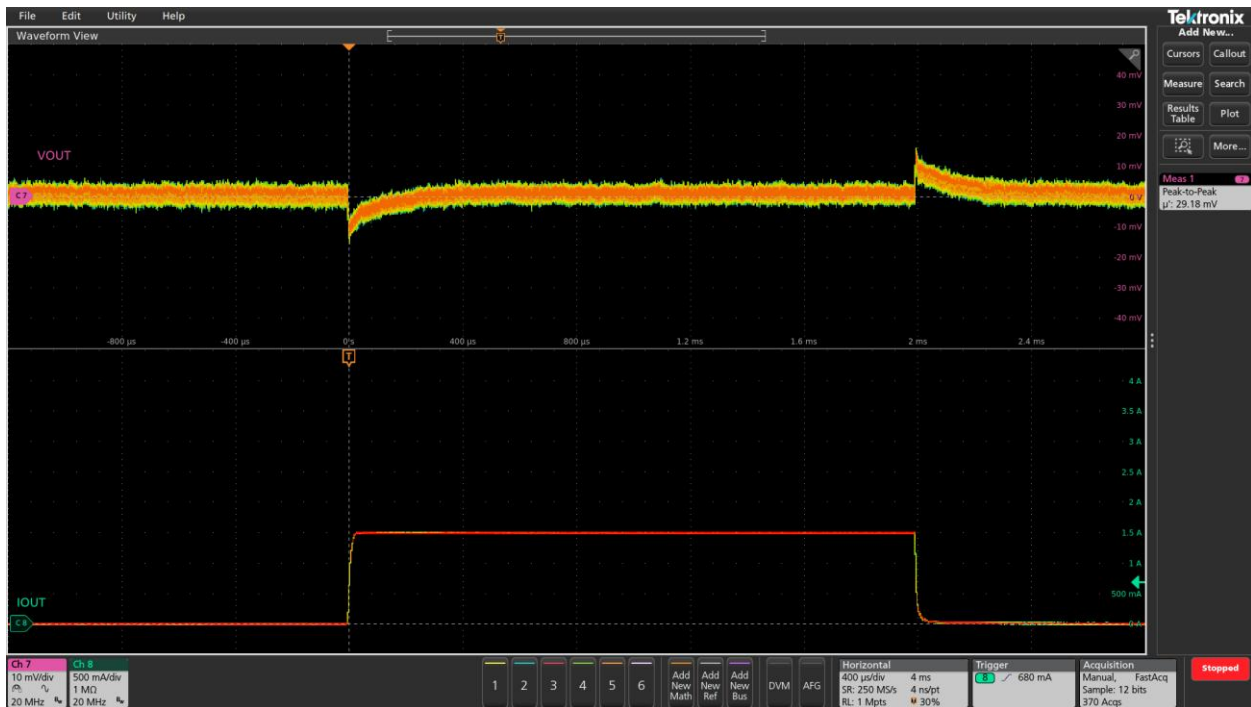 File Edit Utility Help
Tektronix
Waveform View
Add New...
Cursors Callout
Measure Search
Results Table Plot
More...
Meas 1 7
Peak-to-Peak
µ': 29.18 mV
T
40 mV
30 mV
20 mV
VOUT
10 mV
C 7
0 V
-10 mV
-20 mV
-30 mV
-40 mV
-800 µs -400 µs 0 s 400 µs 800 µs 1.2 ms 1.6 ms 2 ms 2.4 ms
T
4 A
3.5 A
3 A
2.5 A
2 A
1.5 A
1 A
500 mA
IOUT
C 8
0 A
Ch 7
10 mV/div
20 MHz
Ch 8
500 mA/div
1 MΩ
20 MHz
1 2 3 4 5 6
Add New Math
Add New Ref
Add New Bus
DVM
AFG
Horizontal
400 µs/div 4 ms
SR: 250 MS/s 4 ns/pt
RL: 1 Mpts 30%
Trigger
8 680 mA
Acquisition
Manual, FastAcq
Sample: 12 bits
370 Acqs
Stopped